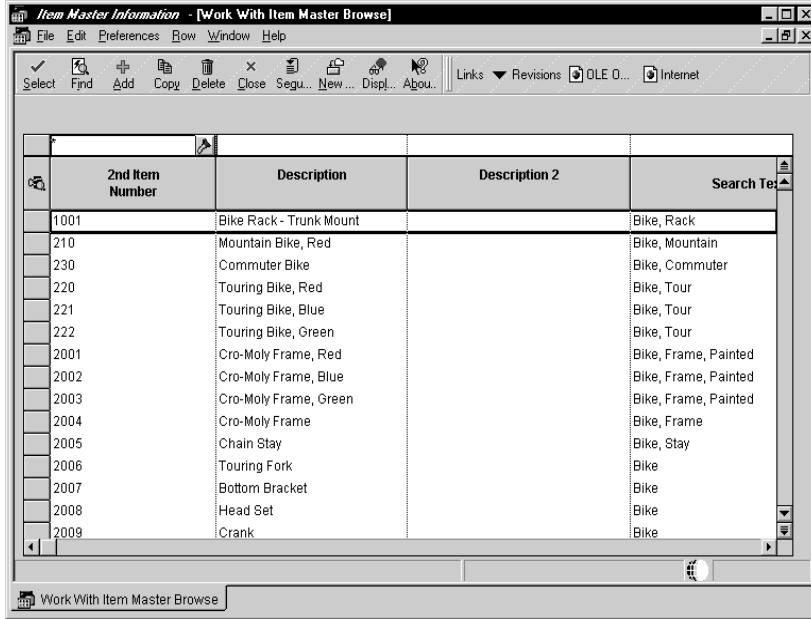 Item Master Information - [Work With Item Master Browse]
File Edit Preferences Row Window Help
Select Find Add Copy Delete Close Sequ... New ... Displ... Abou.. Links Revisions OLE O... Internet
*
2nd Item Number Description Description 2 Search Te
1001 Bike Rack - Trunk Mount Bike, Rack
210 Mountain Bike, Red Bike, Mountain
230 Commuter Bike Bike, Commuter
220 Touring Bike, Red Bike, Tour
221 Touring Bike, Blue Bike, Tour
222 Touring Bike, Green Bike, Tour
2001 Cro-Moly Frame, Red Bike, Frame, Painted
2002 Cro-Moly Frame, Blue Bike, Frame, Painted
2003 Cro-Moly Frame, Green Bike, Frame, Painted
2004 Cro-Moly Frame Bike, Frame
2005 Chain Stay Bike, Stay
2006 Touring Fork Bike
2007 Bottom Bracket Bike
2008 Head Set Bike
2009 Crank Bike
Work With Item Master Browse